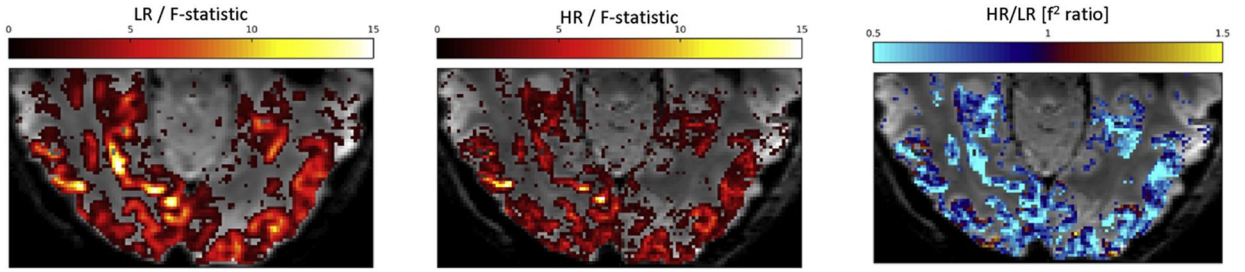 LR / F-statistic
0 5 10 15
HR / F-statistic
0 5 10 15
HR/LR [f² ratio]
0.5 1 1.5